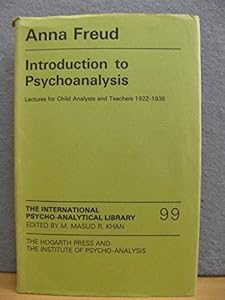 Anna Freud
Introduction to
Psychoanalysis
Lectures for Child Analysts and Teachers 1922-1935
THE INTERNATIONAL
PSYCHO-ANALYTICAL LIBRARY 99
EDITED BY M. MASUD R. KHAN
THE HOGARTH PRESS AND
THE INSTITUTE OF PSYCHO-ANALYSIS